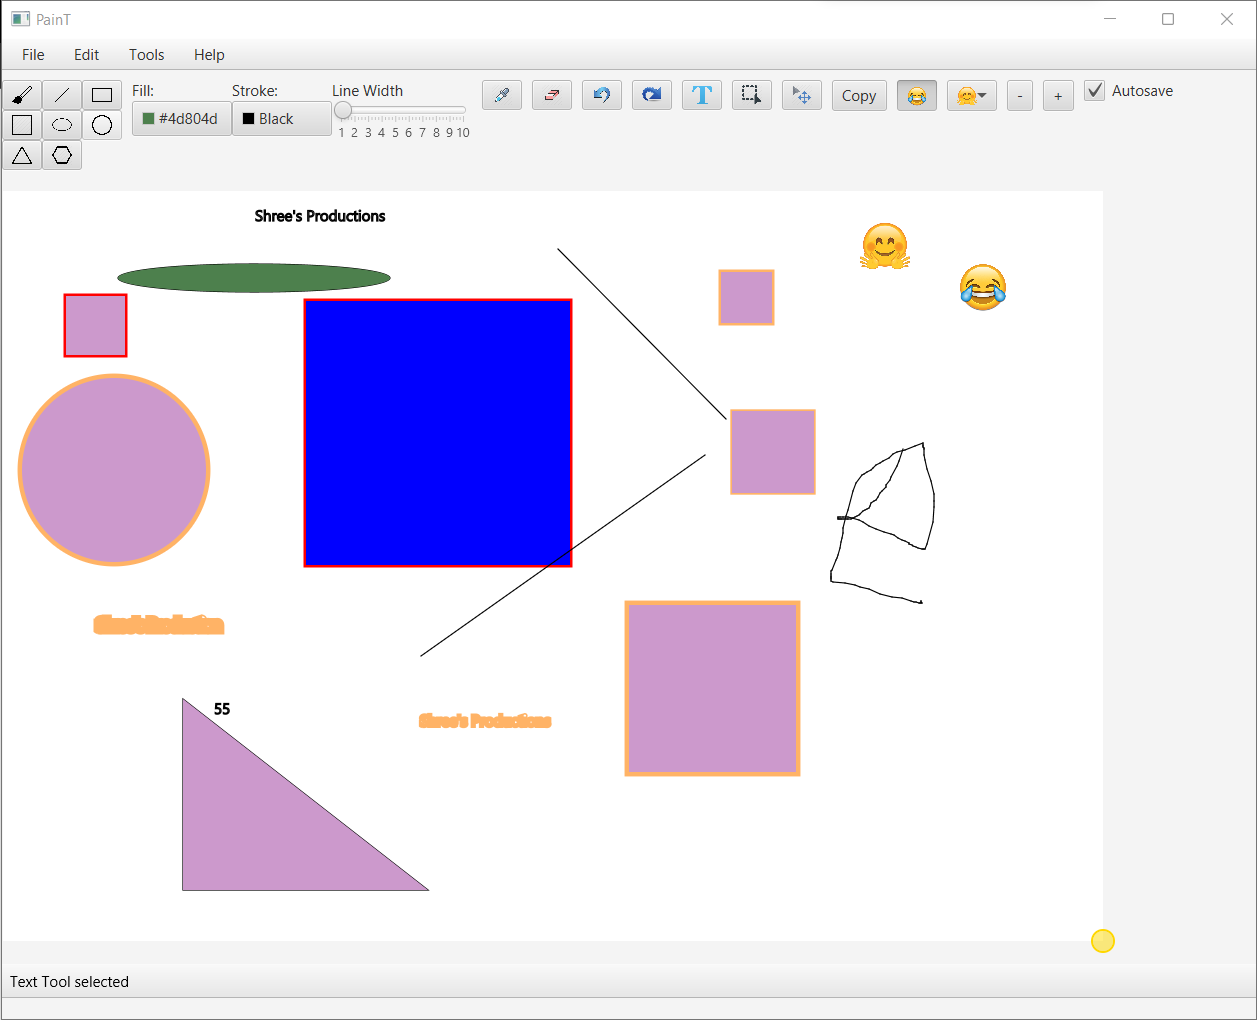 PainT
File Edit Tools Help
Fill: Stroke: Line Width
#4d804d Black
1 2 3 4 5 6 7 8 9 10
T Copy - + Autosave
Shree's Productions
55
Shree's Productions
Text Tool selected